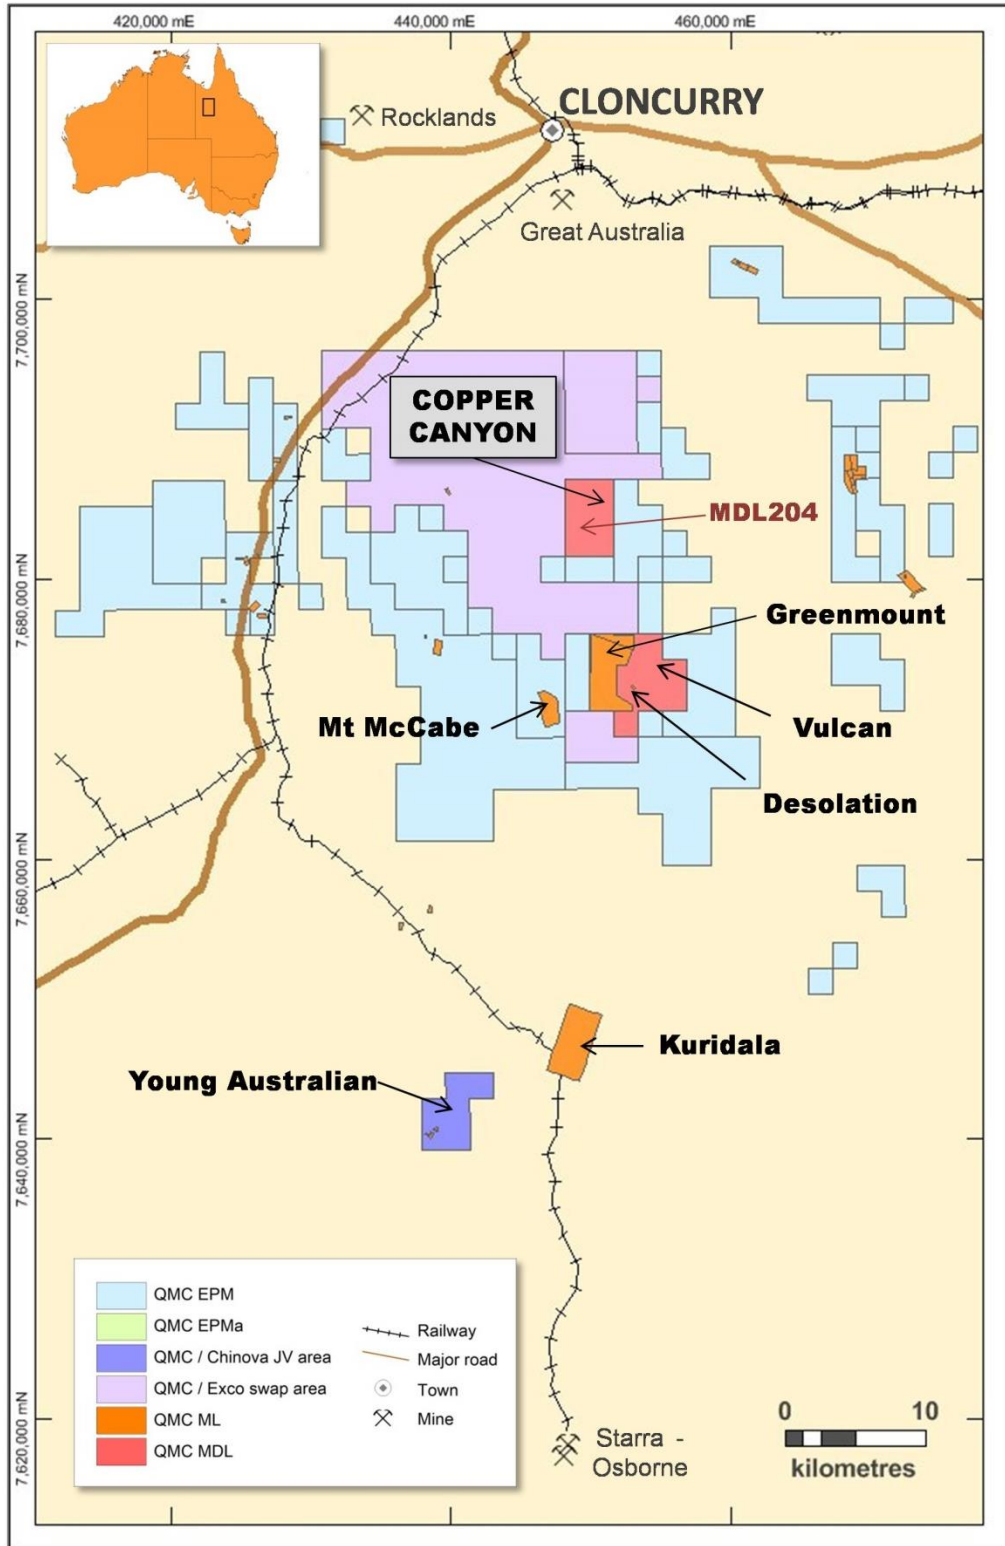 420,000 mE
440,000 mE
460,000 mE
CLONCURRY
Rocklands
Great Australia
7,700,000 mN
COPPER
CANYON
MDL204
7,680,000 mN
Greenmount
Mt McCabe
Vulcan
Desolation
7,660,000 mN
Kuridala
Young Australian
7,640,000 mN
QMC EPM
QMC EPMa
QMC / Chinova JV area
QMC / Exco swap area
QMC ML
QMC MDL
Railway
Major road
Town
Mine
7,620,000 mN
Starra -
Osborne
0 10
kilometres